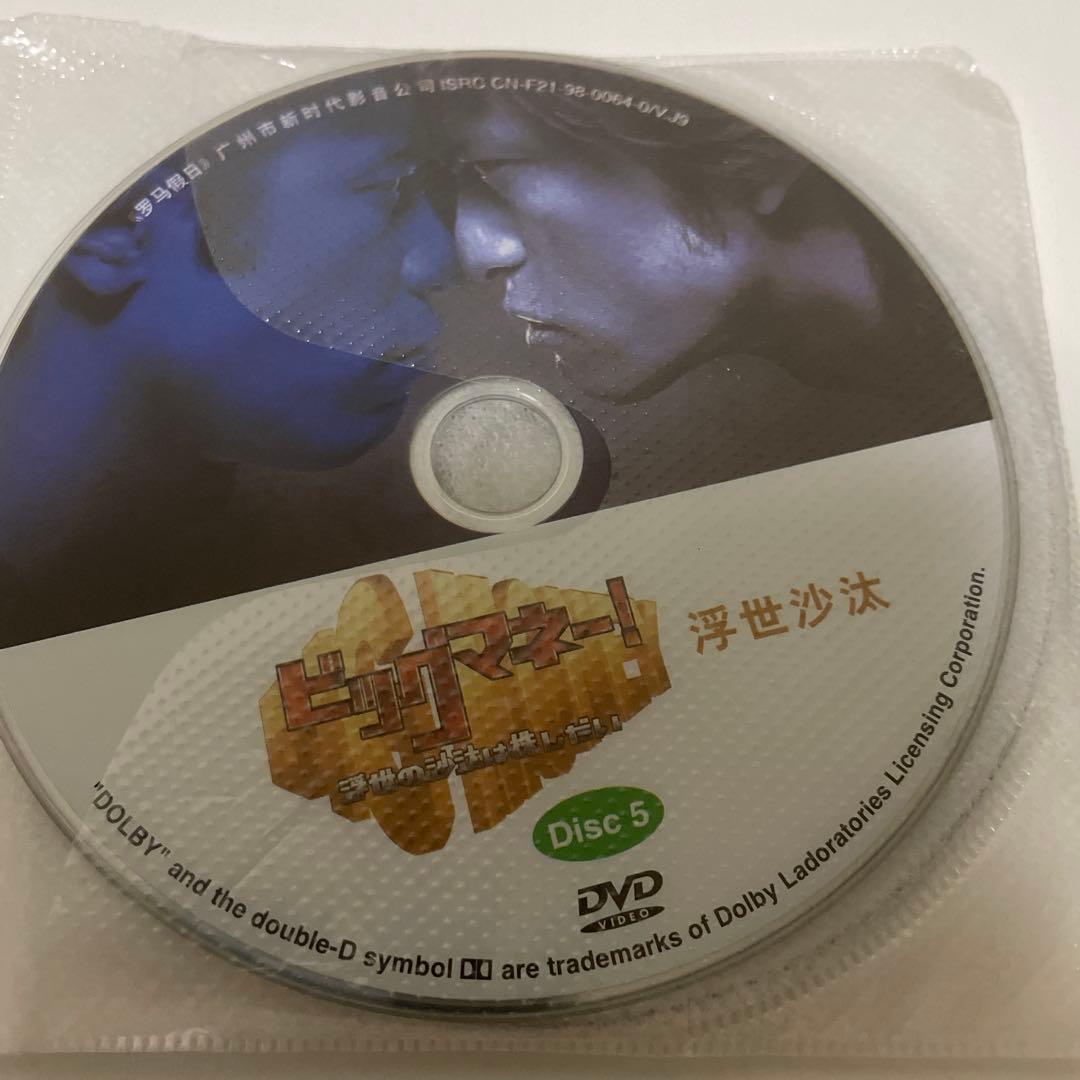 《罗马假日》广州市新时代影音公司 ISRC CN-F21-98-0064-0/V.J9
ビッグマネー!
浮世の沙汰は株しだい
浮世沙汰
Disc 5
DVD
VIDEO
"DOLBY" and the double-D symbol are trademarks of Dolby Ladoratories Licensing Corporation.